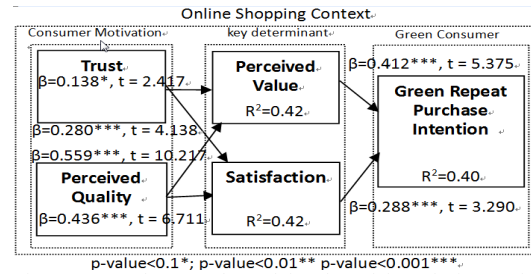 Online Shopping Context
Consumer Motivation
key determinant
Green Consumer
Trust
β=0.138*, t = 2.417
β=0.280***, t = 4.138
β=0.559***, t = 10.217
Perceived
Quality
β=0.436***, t = 6.711
Perceived
Value
R²=0.42
Satisfaction
R²=0.42
β=0.412***, t = 5.375
Green Repeat
Purchase
Intention
R²=0.40
β=0.288***, t = 3.290
p-value<0.1*; p-value<0.01** p-value<0.001***